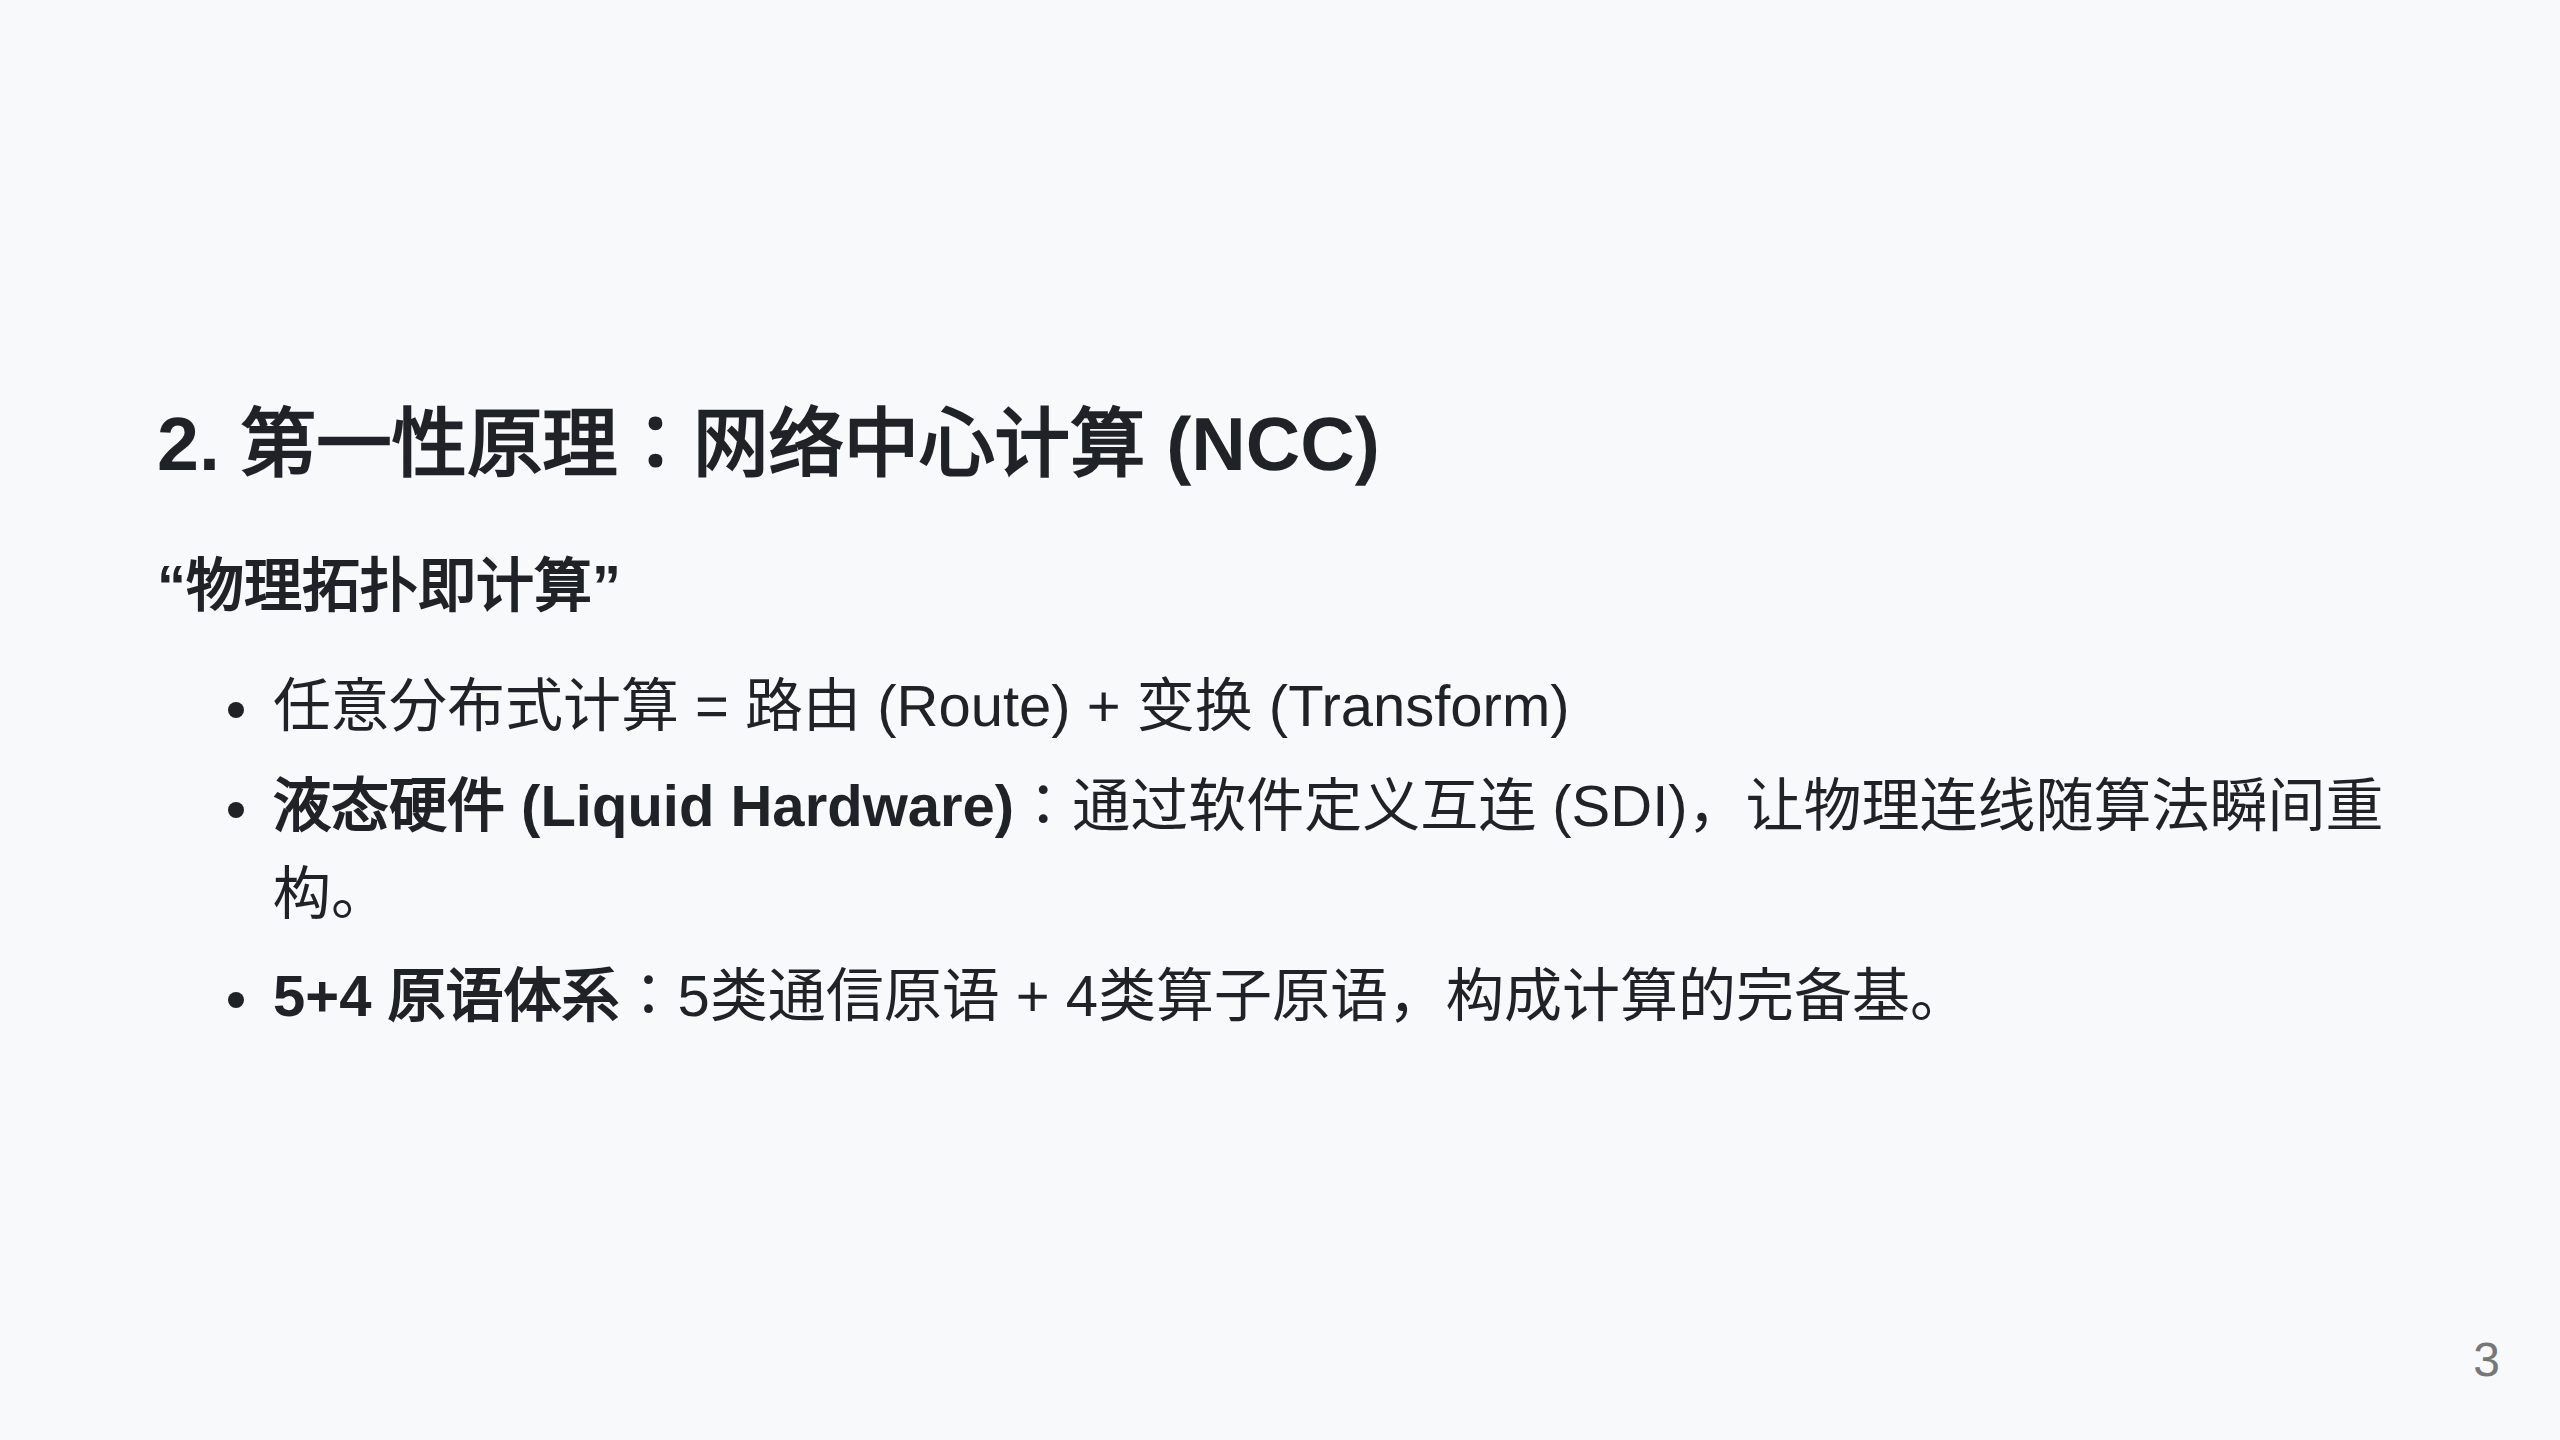 2. 第一性原理：网络中心计算 (NCC)
“物理拓扑即计算”
• 任意分布式计算 = 路由 (Route) + 变换 (Transform)
• 液态硬件 (Liquid Hardware)：通过软件定义互连 (SDI)，让物理连线随算法瞬间重
构。
• 5+4 原语体系：5类通信原语 + 4类算子原语，构成计算的完备基。
3